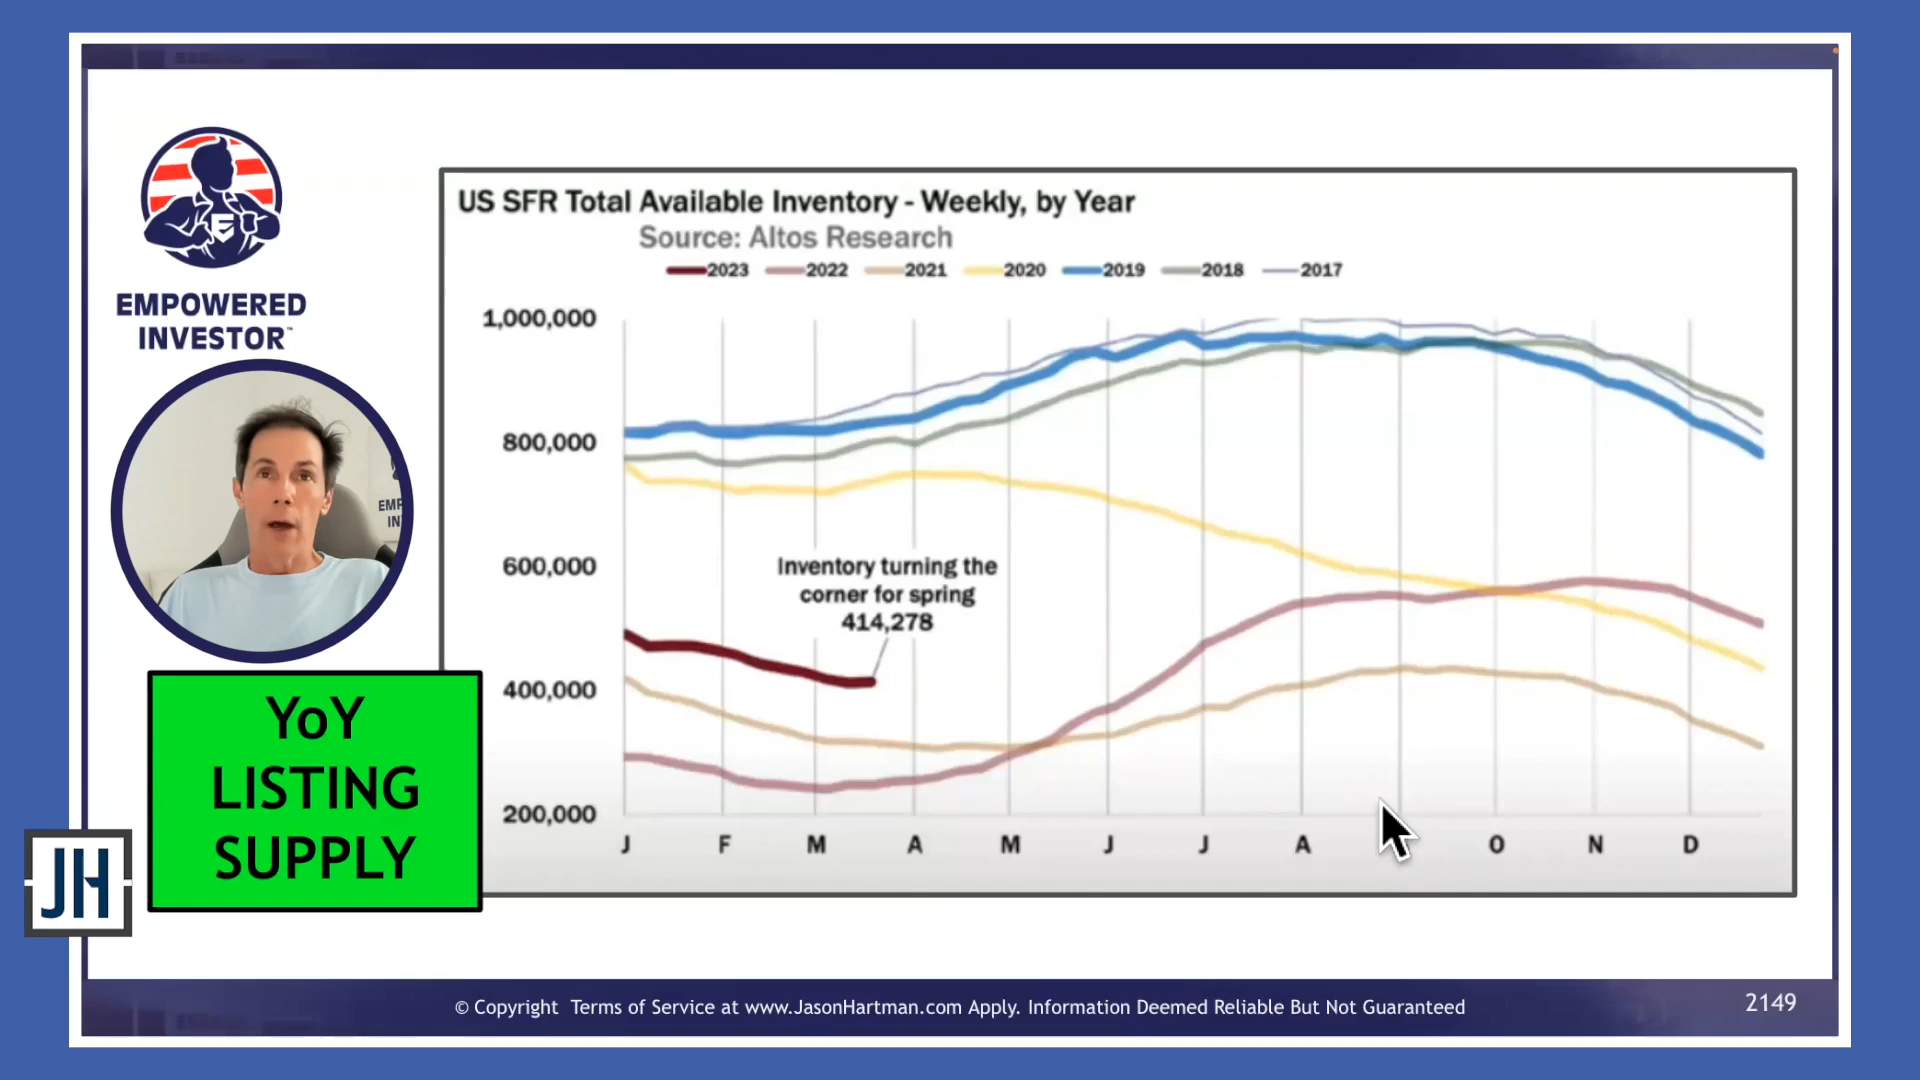 EMPOWERED
INVESTOR™
EMP
IN
YoY
LISTING
SUPPLY
JH
US SFR Total Available Inventory - Weekly, by Year
Source: Altos Research
2023 2022 2021 2020 2019 2018 2017
1,000,000
800,000
600,000
400,000
200,000
Inventory turning the
corner for spring
414,278
J F M A M J J A O N D
© Copyright Terms of Service at www.JasonHartman.com Apply. Information Deemed Reliable But Not Guaranteed
2149